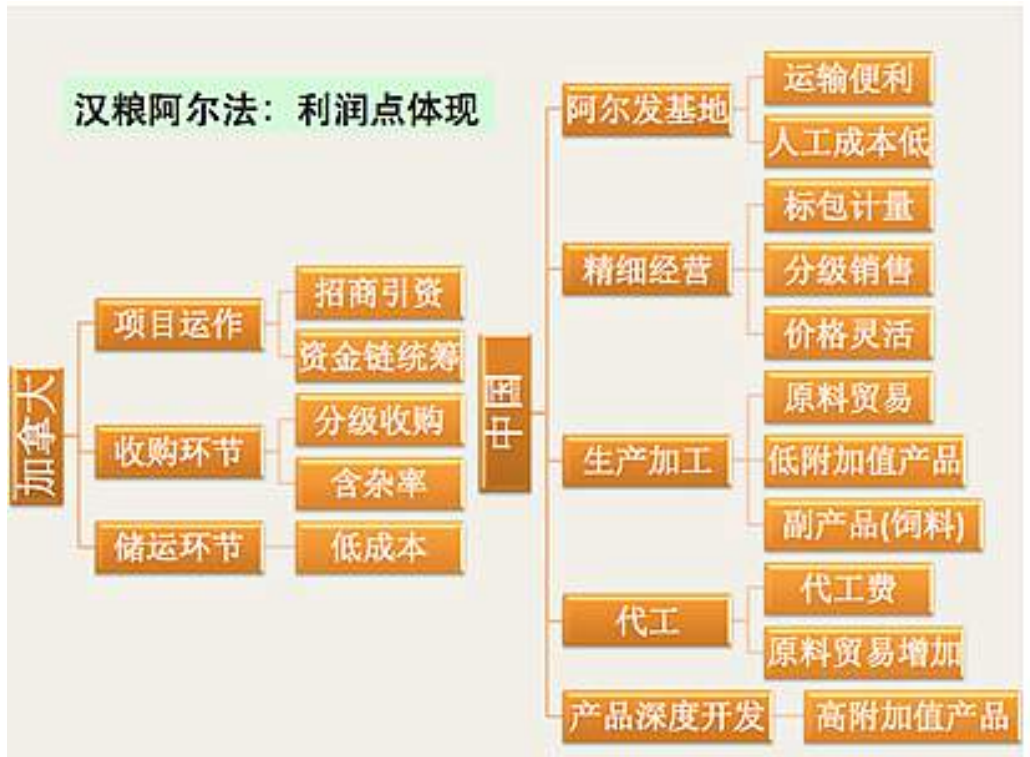 汉粮阿尔法：利润点体现
加拿大
项目运作
招商引资
资金链统筹
收购环节
分级收购
含杂率
储运环节
低成本
中国
阿尔发基地
运输便利
人工成本低
精细经营
标包计量
分级销售
价格灵活
生产加工
原料贸易
低附加值产品
副产品(饲料)
代工
代工费
原料贸易增加
产品深度开发
高附加值产品